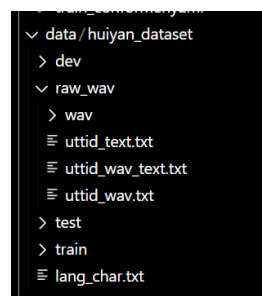 data / huiyan_dataset
dev
raw_wav
wav
uttid_text.txt
uttid_wav_text.txt
uttid_wav.txt
test
train
lang_char.txt